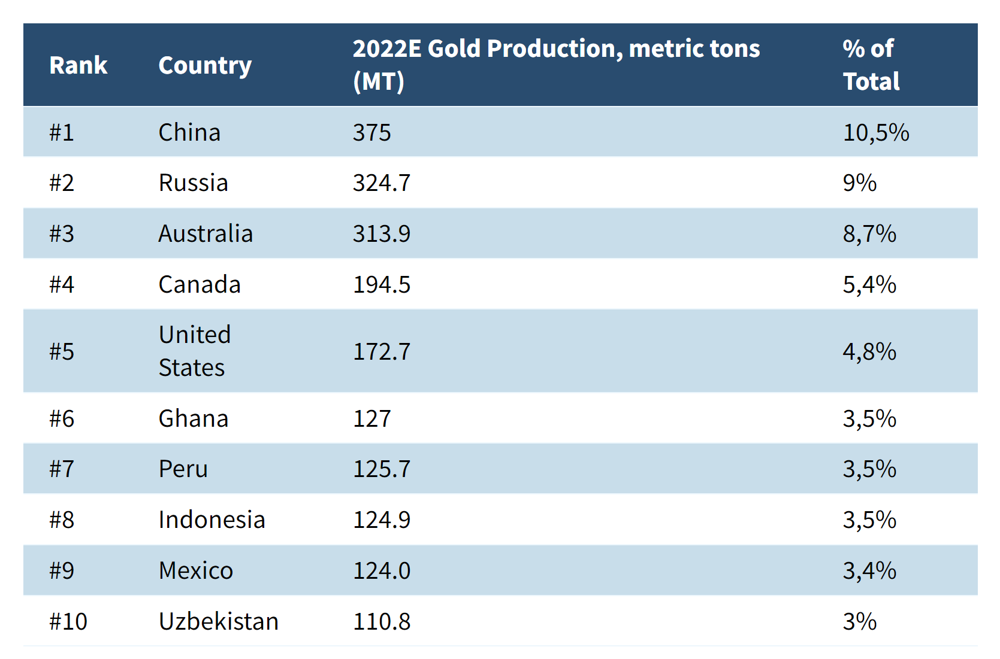 Rank Country 2022E Gold Production, metric tons (MT) % of Total
#1 China 375 10,5%
#2 Russia 324.7 9%
#3 Australia 313.9 8,7%
#4 Canada 194.5 5,4%
#5 United States 172.7 4,8%
#6 Ghana 127 3,5%
#7 Peru 125.7 3,5%
#8 Indonesia 124.9 3,5%
#9 Mexico 124.0 3,4%
#10 Uzbekistan 110.8 3%